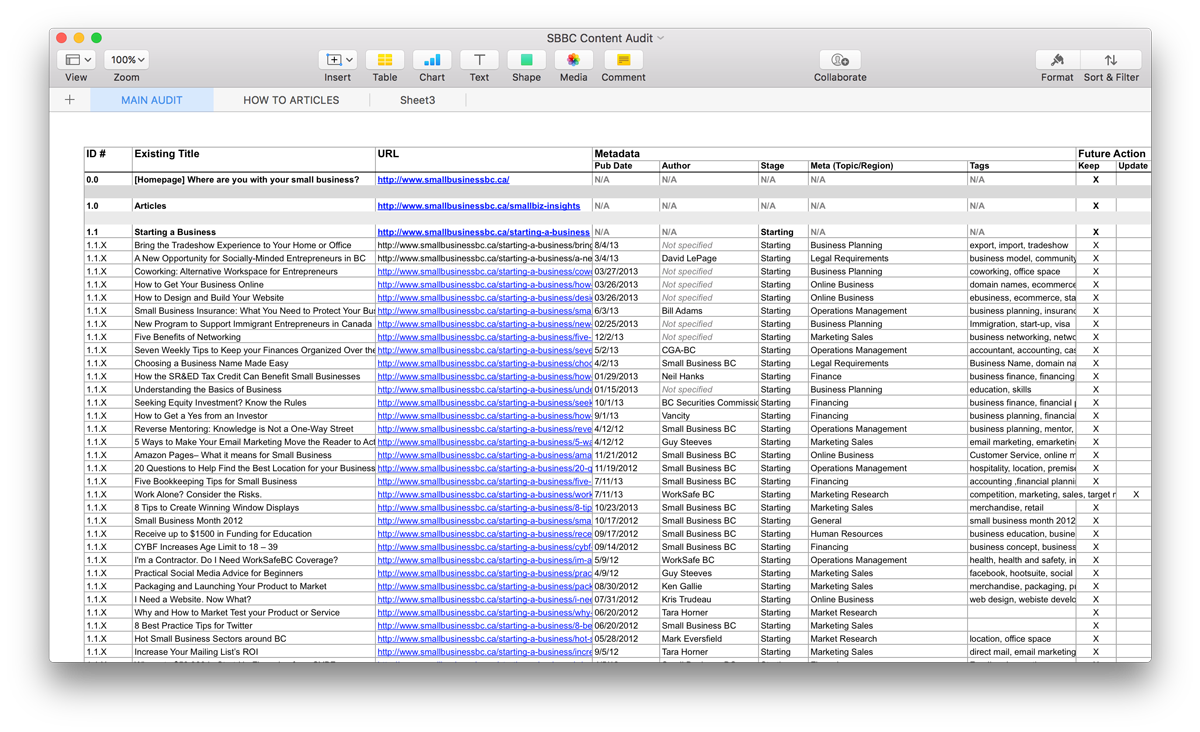 SBBC Content Audit
100%
View Zoom Insert Table Chart Text Shape Media Comment Collaborate Format Sort & Filter
MAIN AUDIT HOW TO ARTICLES Sheet3
ID # Existing Title URL Metadata Future Action
Pub Date Author Stage Meta (Topic/Region) Tags Keep Update
0.0 [Homepage] Where are you with your small business? http://www.smallbusinessbc.ca/ N/A N/A N/A N/A N/A X
1.0 Articles http://www.smallbusinessbc.ca/smallbiz-insights N/A N/A N/A N/A N/A X
1.1 Starting a Business http://www.smallbusinessbc.ca/starting-a-business N/A N/A Starting N/A N/A X
1.1.X Bring the Tradeshow Experience to Your Home or Office http://www.smallbusinessbc.ca/starting-a-business/bring 8/4/13 Not specified Starting Business Planning export, import, tradeshow X
1.1.X A New Opportunity for Socially-Minded Entrepreneurs in BC http://www.smallbusinessbc.ca/starting-a-business/a-ne 3/4/13 David LePage Starting Legal Requirements business model, community X
1.1.X Coworking: Alternative Workspace for Entrepreneurs http://www.smallbusinessbc.ca/starting-a-business/cow 03/27/2013 Not specified Starting Business Planning coworking, office space X
1.1.X How to Get Your Business Online http://www.smallbusinessbc.ca/starting-a-business/how 03/26/2013 Not specified Starting Online Business domain names, ecommerce X
1.1.X How to Design and Build Your Website http://www.smallbusinessbc.ca/starting-a-business/desi 03/26/2013 Not specified Starting Online Business ebusiness, ecommerce, sta X
1.1.X Small Business Insurance: What You Need to Protect Your Bus http://www.smallbusinessbc.ca/starting-a-business/sma 6/3/13 Bill Adams Starting Operations Management business planning, insuranc X
1.1.X New Program to Support Immigrant Entrepreneurs in Canada http://www.smallbusinessbc.ca/starting-a-business/new- 02/25/2013 Not specified Starting Business Planning Immigration, start-up, visa X
1.1.X Five Benefits of Networking http://www.smallbusinessbc.ca/starting-a-business/five- 12/2/13 Not specified Starting Marketing Sales business marketing, netwo X
1.1.X Seven Weekly Tips to Keep your Finances Organized Over the http://www.smallbusinessbc.ca/starting-a-business/seve 5/2/13 CGA-BC Starting Operations Management accountant, accounting, cas X
1.1.X Choosing a Business Name Made Easy http://www.smallbusinessbc.ca/starting-a-business/choo 4/2/13 Small Business BC Starting Legal Requirements Business Name, domain na X
1.1.X How the SR&ED Tax Credit Can Benefit Small Businesses http://www.smallbusinessbc.ca/starting-a-business/how 01/29/2013 Neil Hanks Starting Finance business finance, financing X
1.1.X Understanding the Basics of Business http://www.smallbusinessbc.ca/starting-a-business/unde 01/15/2013 Not specified Starting Business Planning education, skills X
1.1.X Seeking Equity Investment? Know the Rules http://www.smallbusinessbc.ca/starting-a-business/seek 10/1/13 BC Securities Commissic Starting Financing business finance, financial X
1.1.X How to Get a Yes from an Investor http://www.smallbusinessbc.ca/starting-a-business/how- 9/1/13 Vancity Starting Financing business planning, financial X
1.1.X Reverse Mentoring: Knowledge is Not a One-Way Street http://www.smallbusinessbc.ca/starting-a-business/reve 4/12/12 Small Business BC Starting Operations Management business planning, mentor, X
1.1.X 5 Ways to Make Your Email Marketing Move the Reader to Act http://www.smallbusinessbc.ca/starting-a-business/5-wa 4/12/12 Guy Steeves Starting Marketing Sales email marketing, emarketin X
1.1.X Amazon Pages– What it means for Small Business http://www.smallbusinessbc.ca/starting-a-business/ama 11/21/2012 Small Business BC Starting Online Business Customer Service, online m X
1.1.X 20 Questions to Help Find the Best Location for your Business http://www.smallbusinessbc.ca/starting-a-business/20-q 11/19/2012 Small Business BC Starting Operations Management hospitality, location, premise X
1.1.X Five Bookkeeping Tips for Small Business http://www.smallbusinessbc.ca/starting-a-business/five- 7/11/13 Small Business BC Starting Financing accounting ,financial plannin X
1.1.X Work Alone? Consider the Risks. http://www.smallbusinessbc.ca/starting-a-business/work 7/11/13 WorkSafe BC Starting Marketing Research competition, marketing, sales, target m X
1.1.X 8 Tips to Create Winning Window Displays http://www.smallbusinessbc.ca/starting-a-business/8-tip 10/23/2013 Small Business BC Starting Marketing Sales merchandise, retail X
1.1.X Small Business Month 2012 http://www.smallbusinessbc.ca/starting-a-business/sma 10/17/2012 Small Business BC Starting General small business month 2012 X
1.1.X Receive up to $1500 in Funding for Education http://www.smallbusinessbc.ca/starting-a-business/rece 09/17/2012 Small Business BC Starting Human Resources business education, busine X
1.1.X CYBF Increases Age Limit to 18 – 39 http://www.smallbusinessbc.ca/starting-a-business/cybf 09/14/2012 Small Business BC Starting Financing business concept, business X
1.1.X I'm a Contractor. Do I Need WorkSafeBC Coverage? http://www.smallbusinessbc.ca/starting-a-business/im-a 5/9/12 WorkSafe BC Starting Operations Management health, health and safety, in X
1.1.X Practical Social Media Advice for Beginners http://www.smallbusinessbc.ca/starting-a-business/prac 4/9/12 Guy Steeves Starting Marketing Sales facebook, hootsuite, social X
1.1.X Packaging and Launching Your Product to Market http://www.smallbusinessbc.ca/starting-a-business/pack 08/30/2012 Ken Gallie Starting Marketing Sales merchandise, packaging, p X
1.1.X I Need a Website. Now What? http://www.smallbusinessbc.ca/starting-a-business/i-nee 07/31/2012 Kris Trudeau Starting Online Business web design, webiste develo X
1.1.X Why and How to Market Test your Product or Service http://www.smallbusinessbc.ca/starting-a-business/why- 06/20/2012 Tara Horner Starting Market Research X
1.1.X 8 Best Practice Tips for Twitter http://www.smallbusinessbc.ca/starting-a-business/8-be 06/20/2012 Small Business BC Starting Marketing Sales X
1.1.X Hot Small Business Sectors around BC http://www.smallbusinessbc.ca/starting-a-business/hot-s 05/28/2012 Mark Eversfield Starting Market Research location, office space X
1.1.X Increase Your Mailing List's ROI http://www.smallbusinessbc.ca/starting-a-business/incre 9/5/12 Tara Horner Starting Marketing Sales direct mail, email marketing X